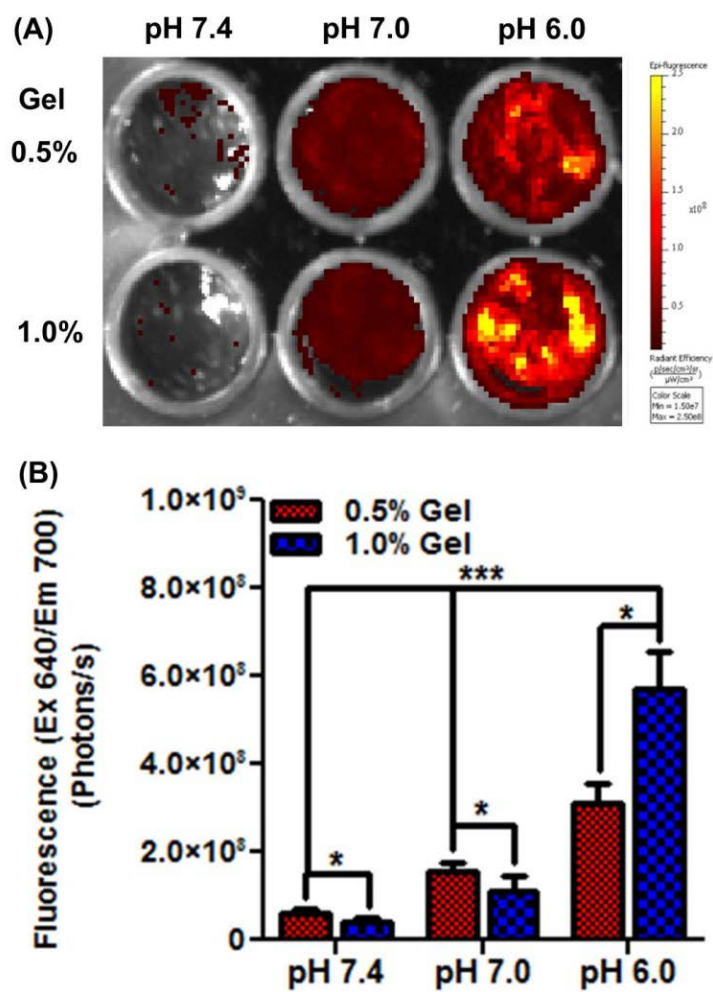 (A) pH 7.4 pH 7.0 pH 6.0
Gel
0.5%
1.0%
Epi-fluorescence
2.5
2.0
1.5
x10⁸
1.0
0.5
Radiant Efficiency
(p/sec/cm²/sr
µW/cm²)
Color Scale
Min = 1.50e7
Max = 2.50e8
(B)
Fluorescence (Ex 640/Em 700)
(Photons/s)
1.0×10⁹
8.0×10⁸
6.0×10⁸
4.0×10⁸
2.0×10⁸
0
0.5% Gel
1.0% Gel
***
*
*
*
pH 7.4 pH 7.0 pH 6.0